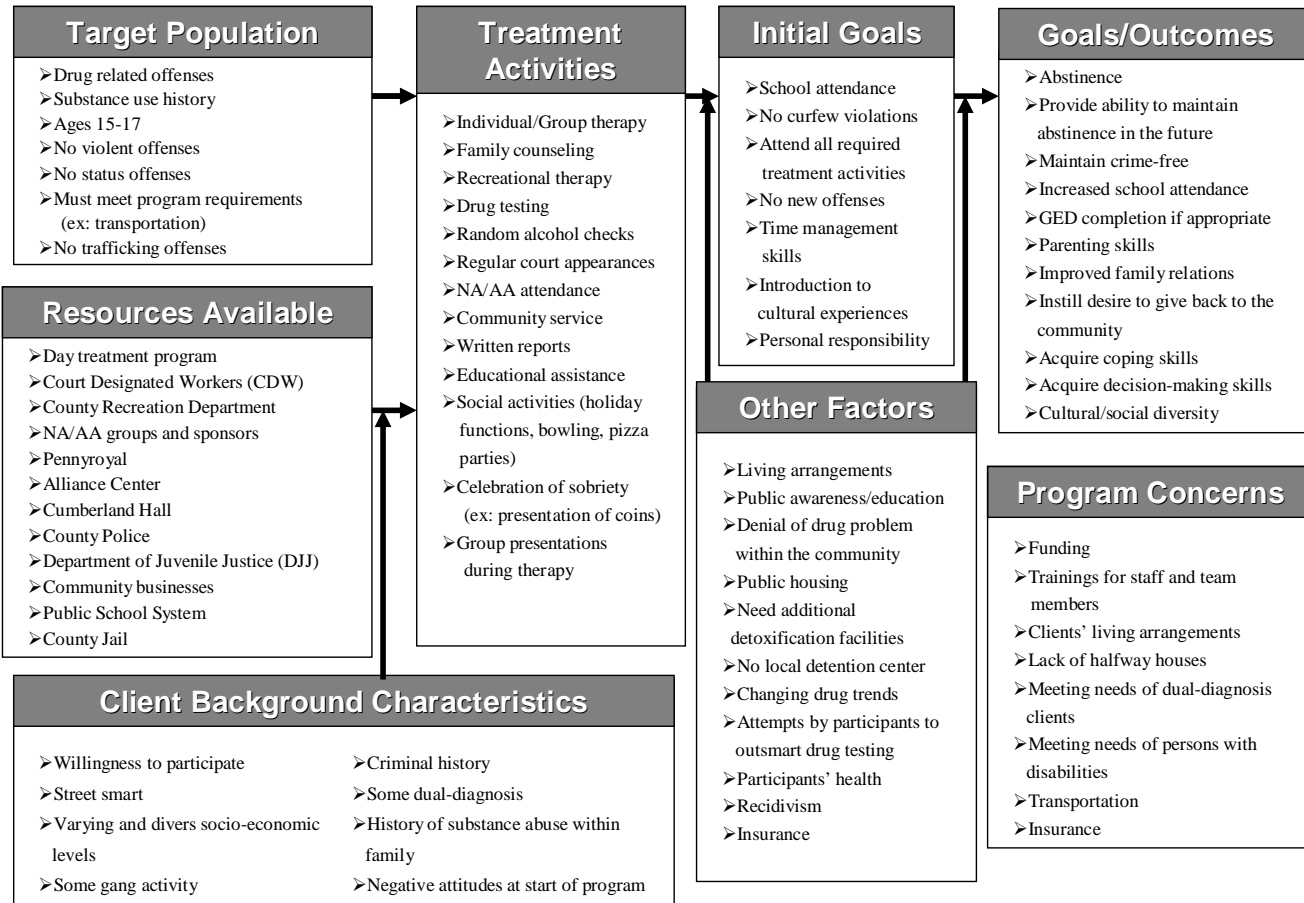 Target Population
➢Drug related offenses
➢Substance use history
➢Ages 15-17
➢No violent offenses
➢No status offenses
➢Must meet program requirements
(ex: transportation)
➢No trafficking offenses
Resources Available
➢Day treatment program
➢Court Designated Workers (CDW)
➢County Recreation Department
➢NA/AA groups and sponsors
➢Pennyroyal
➢Alliance Center
➢Cumberland Hall
➢County Police
➢Department of Juvenile Justice (DJJ)
➢Community businesses
➢Public School System
➢County Jail
Client Background Characteristics
➢Willingness to participate
➢Street smart
➢Varying and divers socio-economic
levels
➢Some gang activity
➢Criminal history
➢Some dual-diagnosis
➢History of substance abuse within
family
➢Negative attitudes at start of program
Treatment
Activities
➢Individual/Group therapy
➢Family counseling
➢Recreational therapy
➢Drug testing
➢Random alcohol checks
➢Regular court appearances
➢NA/AA attendance
➢Community service
➢Written reports
➢Educational assistance
➢Social activities (holiday
functions, bowling, pizza
parties)
➢Celebration of sobriety
(ex: presentation of coins)
➢Group presentations
during therapy
Initial Goals
➢School attendance
➢No curfew violations
➢Attend all required
treatment activities
➢No new offenses
➢Time management
skills
➢Introduction to
cultural experiences
➢Personal responsibility
Other Factors
➢Living arrangements
➢Public awareness/education
➢Denial of drug problem
within the community
➢Public housing
➢Need additional
detoxification facilities
➢No local detention center
➢Changing drug trends
➢Attempts by participants to
outsmart drug testing
➢Participants' health
➢Recidivism
➢Insurance
Goals/Outcomes
➢Abstinence
➢Provide ability to maintain
abstinence in the future
➢Maintain crime-free
➢Increased school attendance
➢GED completion if appropriate
➢Parenting skills
➢Improved family relations
➢Instill desire to give back to the
community
➢Acquire coping skills
➢Acquire decision-making skills
➢Cultural/social diversity
Program Concerns
➢Funding
➢Trainings for staff and team
members
➢Clients' living arrangements
➢Lack of halfway houses
➢Meeting needs of dual-diagnosis
clients
➢Meeting needs of persons with
disabilities
➢Transportation
➢Insurance